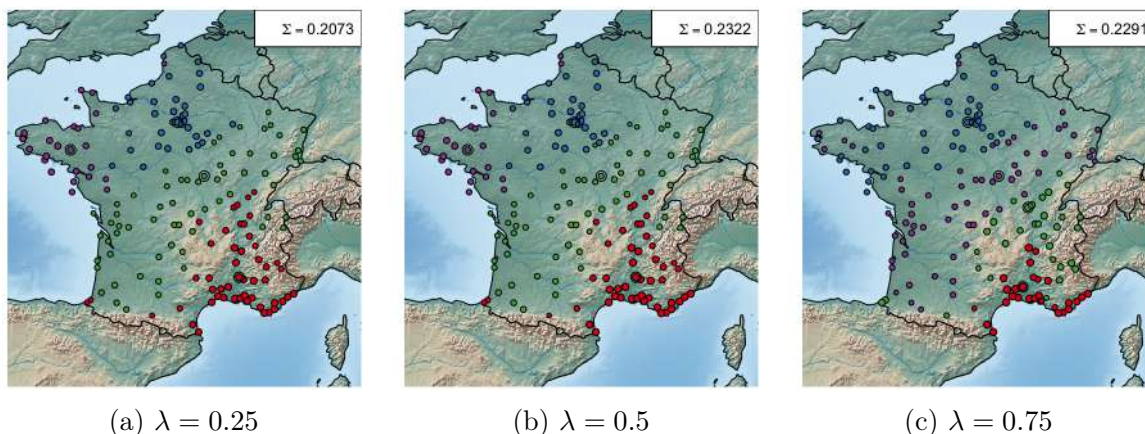 Σ = 0.2073
Σ = 0.2322
Σ = 0.2291
(a) λ = 0.25
(b) λ = 0.5
(c) λ = 0.75